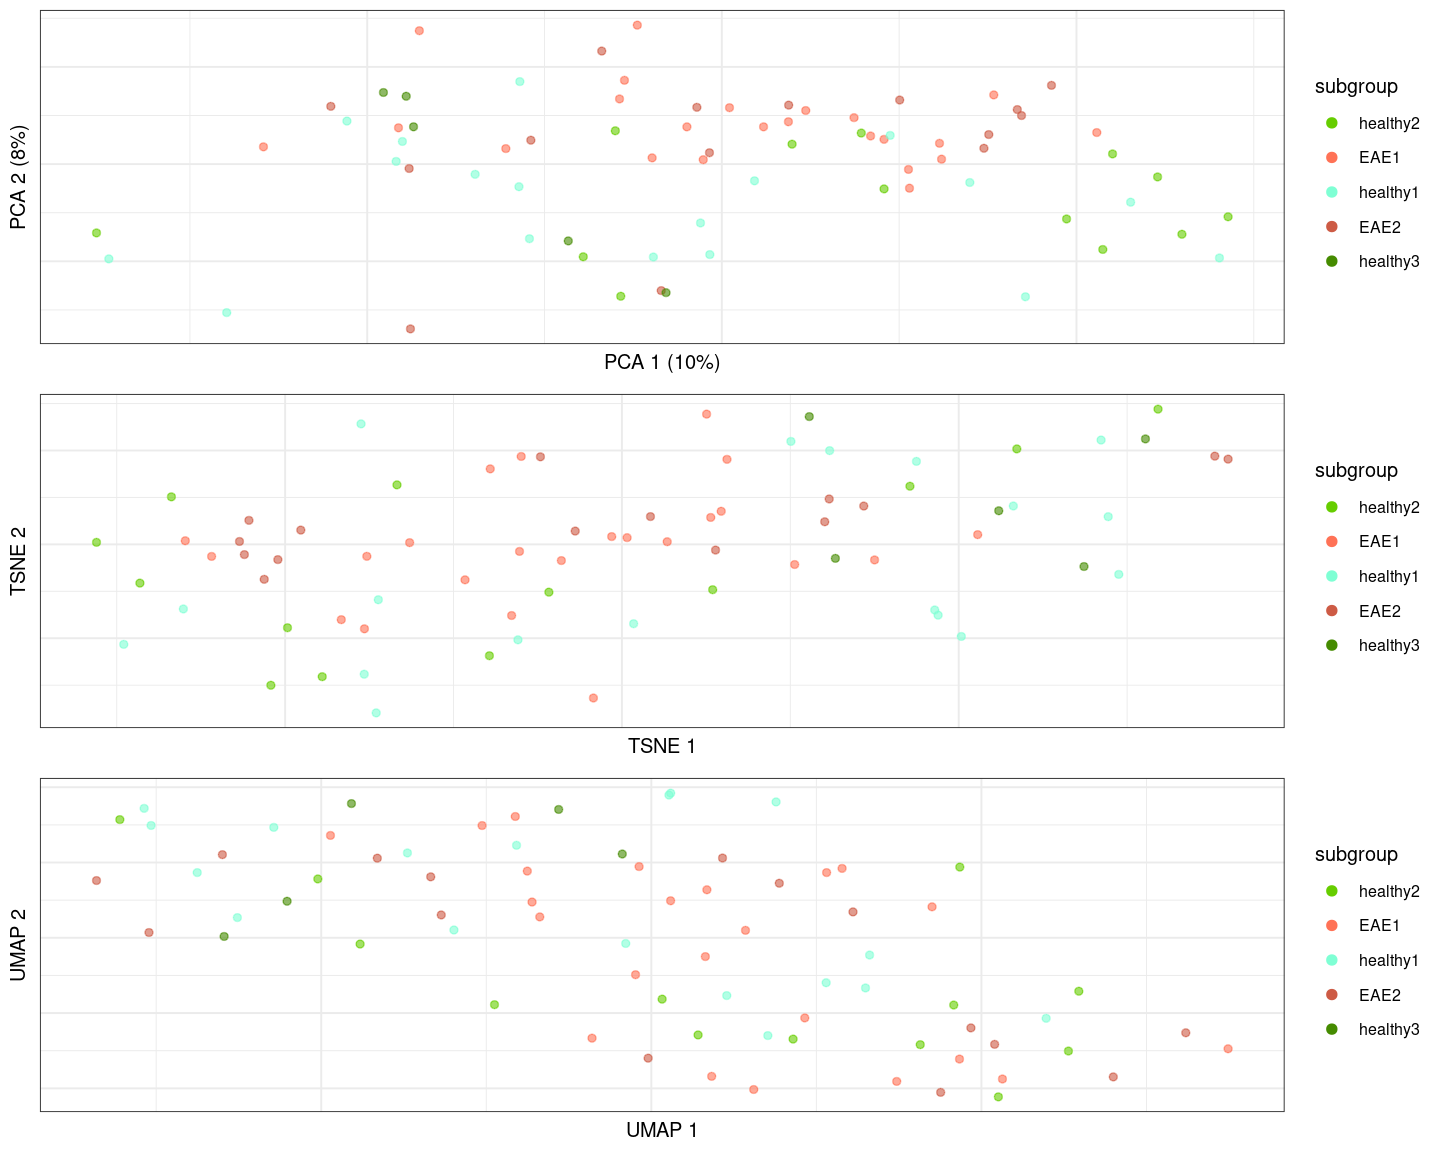 PCA 2 (8%)
PCA 1 (10%)
subgroup
healthy2
EAE1
healthy1
EAE2
healthy3
TSNE 2
TSNE 1
subgroup
healthy2
EAE1
healthy1
EAE2
healthy3
UMAP 2
UMAP 1
subgroup
healthy2
EAE1
healthy1
EAE2
healthy3